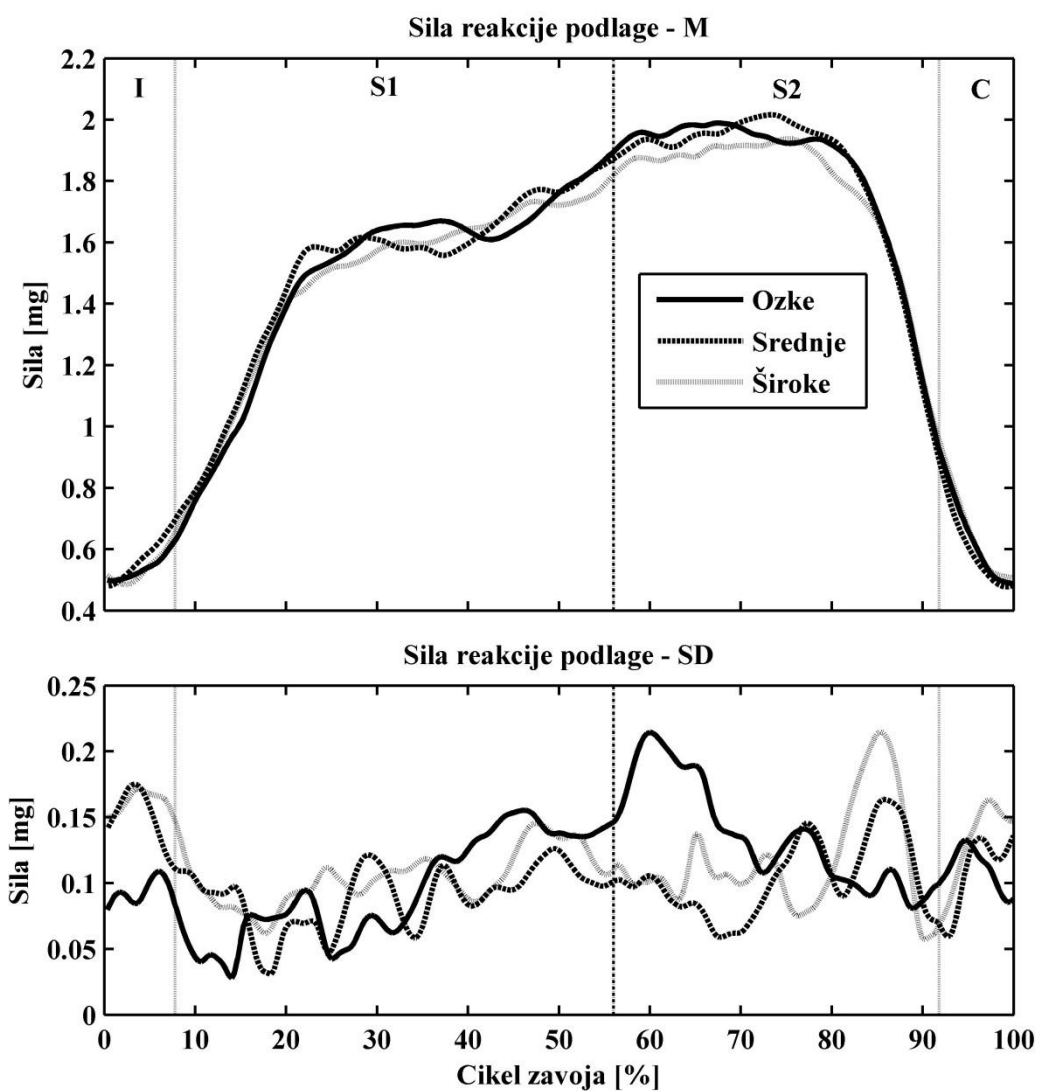 Sila reakcije podlage - M
2.2
I
S1
S2
C
2
1.8
1.6
1.4
1.2
1
0.8
0.6
0.4
Sila [mg]
Ozke
Srednje
Široke
Sila reakcije podlage - SD
0.25
0.2
0.15
0.1
0.05
0
Sila [mg]
0 10 20 30 40 50 60 70 80 90 100
Cikel zavoja [%]